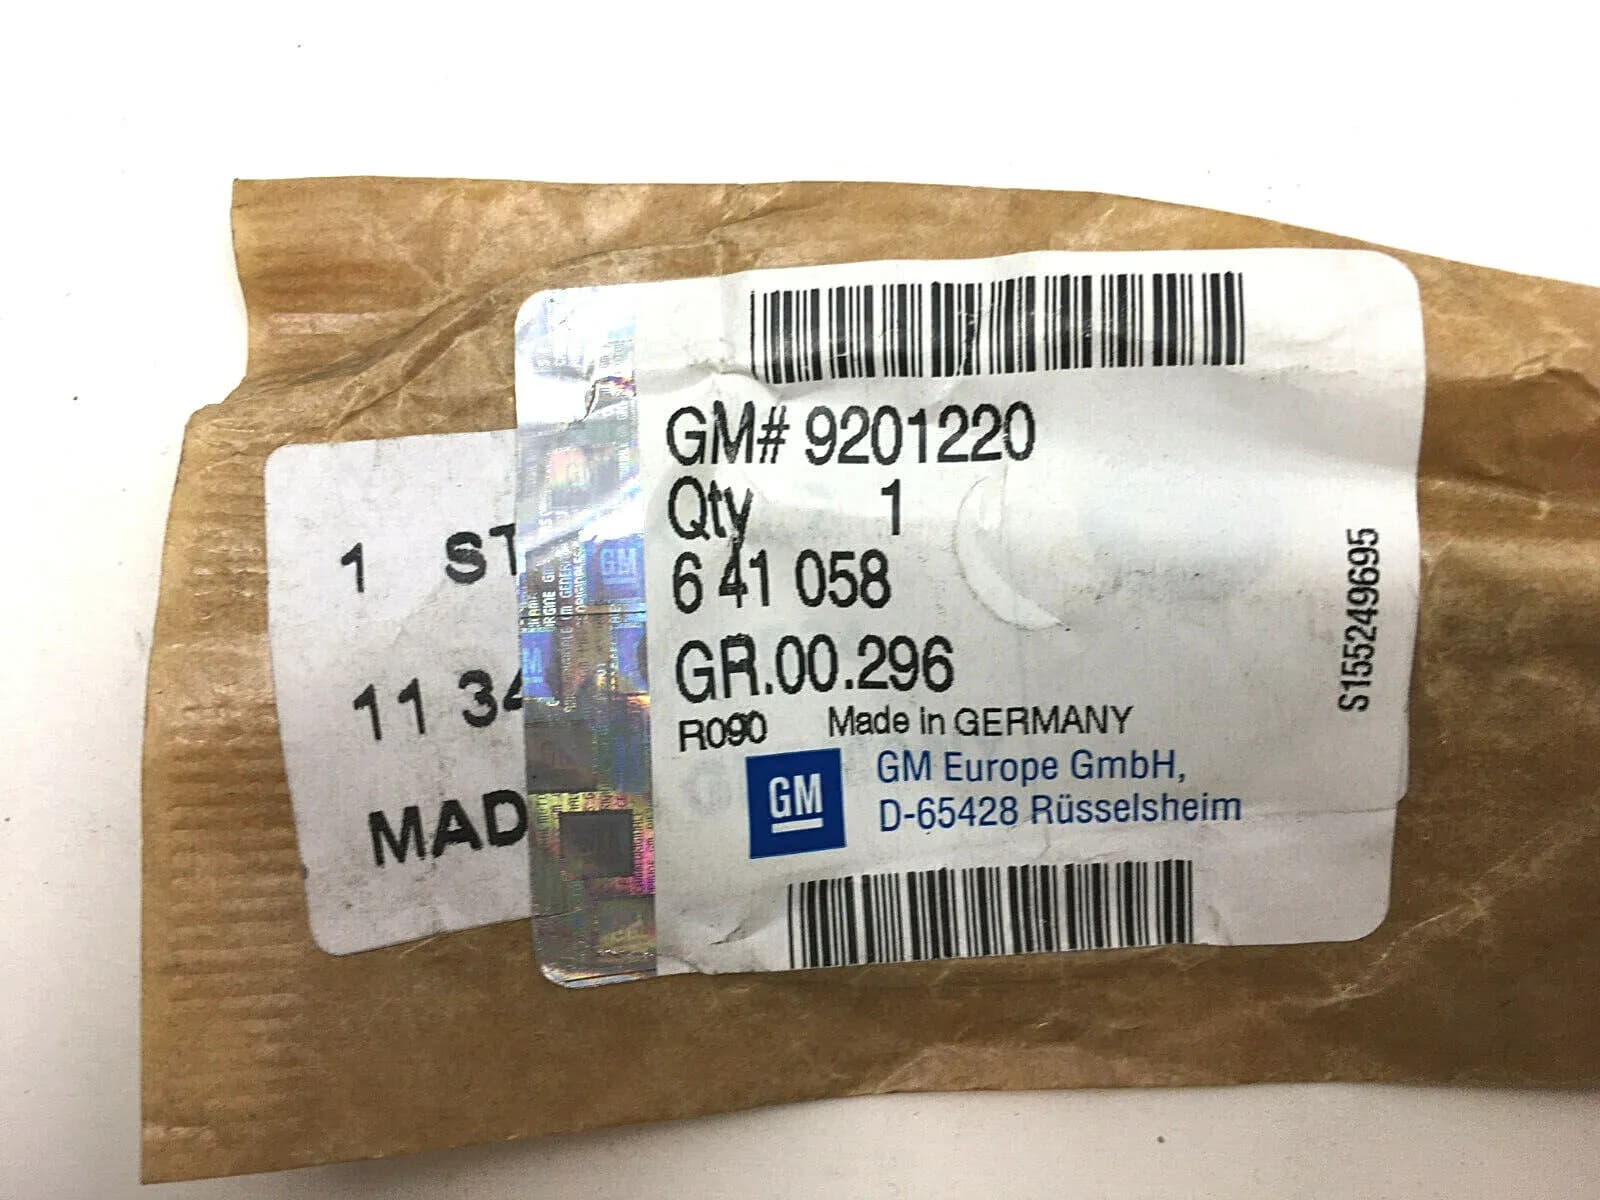 GM# 9201220
Qty 1
6 41 058
GR.00.296
R090 Made in GERMANY
GM
GM Europe GmbH,
D-65428 Rüsselsheim
S155249695
1 ST
11 34
MAD
GM